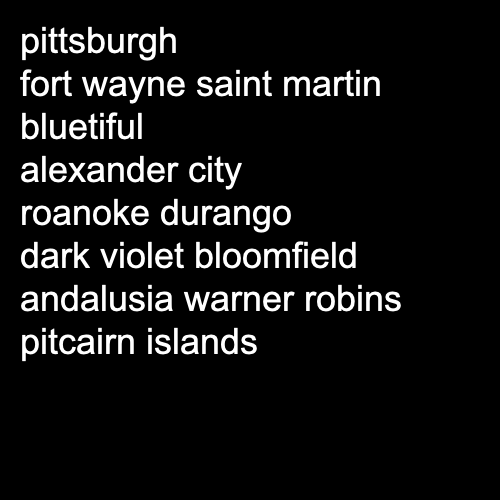 pittsburgh
fort wayne saint martin
bluetiful
alexander city
roanoke durango
dark violet bloomfield
andalusia warner robins
pitcairn islands